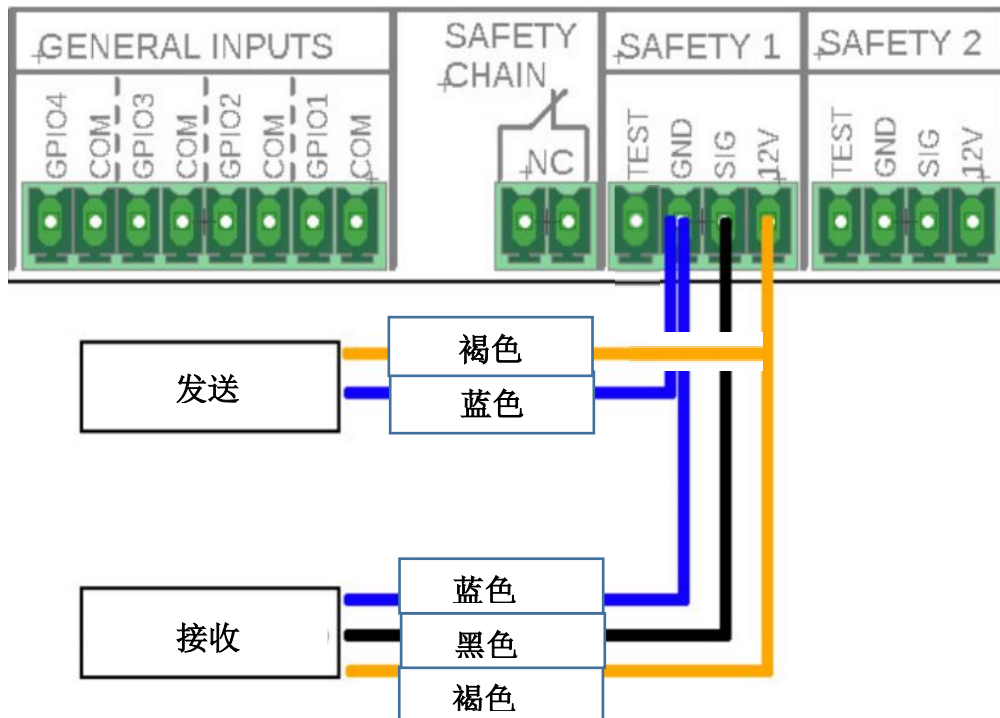 GENERAL INPUTS
SAFETY
CHAIN
SAFETY 1
SAFETY 2
GPIO4
COM
GPIO3
COM
GPIO2
COM
GPIO1
COM
NC
TEST
GND
SIG
12V
TEST
GND
SIG
12V
发送
褐色
蓝色
接收
蓝色
黑色
褐色